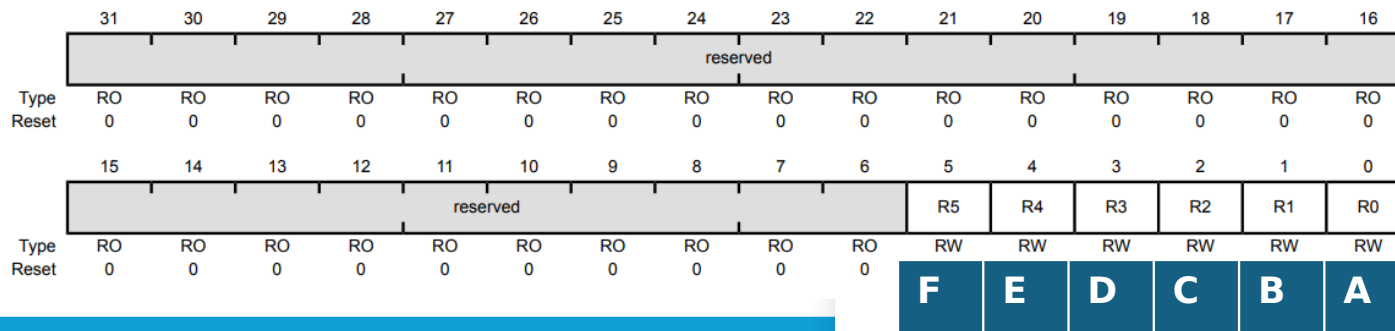 31 30 29 28 27 26 25 24 23 22 21 20 19 18 17 16
reserved
Type RO RO RO RO RO RO RO RO RO RO RO RO RO RO RO RO
Reset 0 0 0 0 0 0 0 0 0 0 0 0 0 0 0 0
15 14 13 12 11 10 9 8 7 6 5 4 3 2 1 0
reserved R5 R4 R3 R2 R1 R0
Type RO RO RO RO RO RO RO RO RO RO RW RW RW RW RW RW
Reset 0 0 0 0 0 0 0 0 0 0
F E D C B A